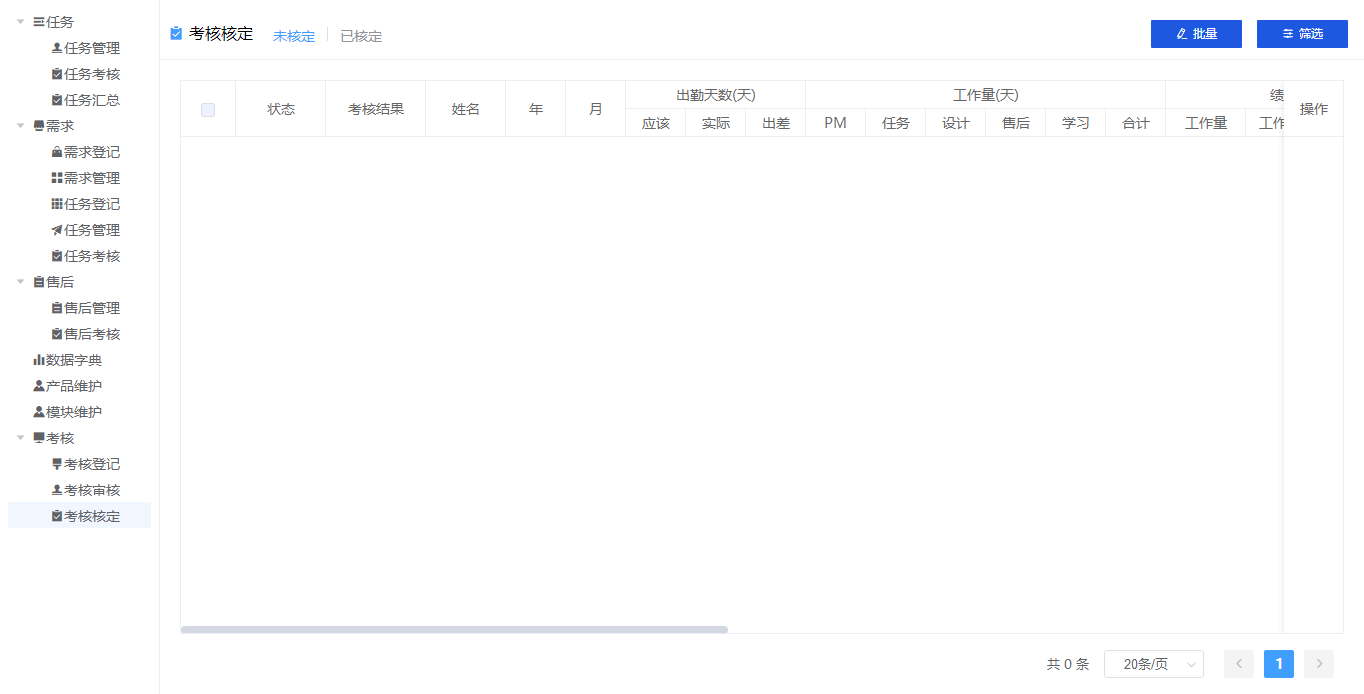 任务
任务管理
任务考核
任务汇总
需求
需求登记
需求管理
任务登记
任务管理
任务考核
售后
售后管理
售后考核
数据字典
产品维护
模块维护
考核
考核登记
考核审核
考核核定
考核核定 未核定 已核定 批量 筛选
状态 考核结果 姓名 年 月 出勤天数(天) 工作量(天) 绩 操作
应该 实际 出差 PM 任务 设计 售后 学习 合计 工作量 工作
共 0 条 20条/页 1